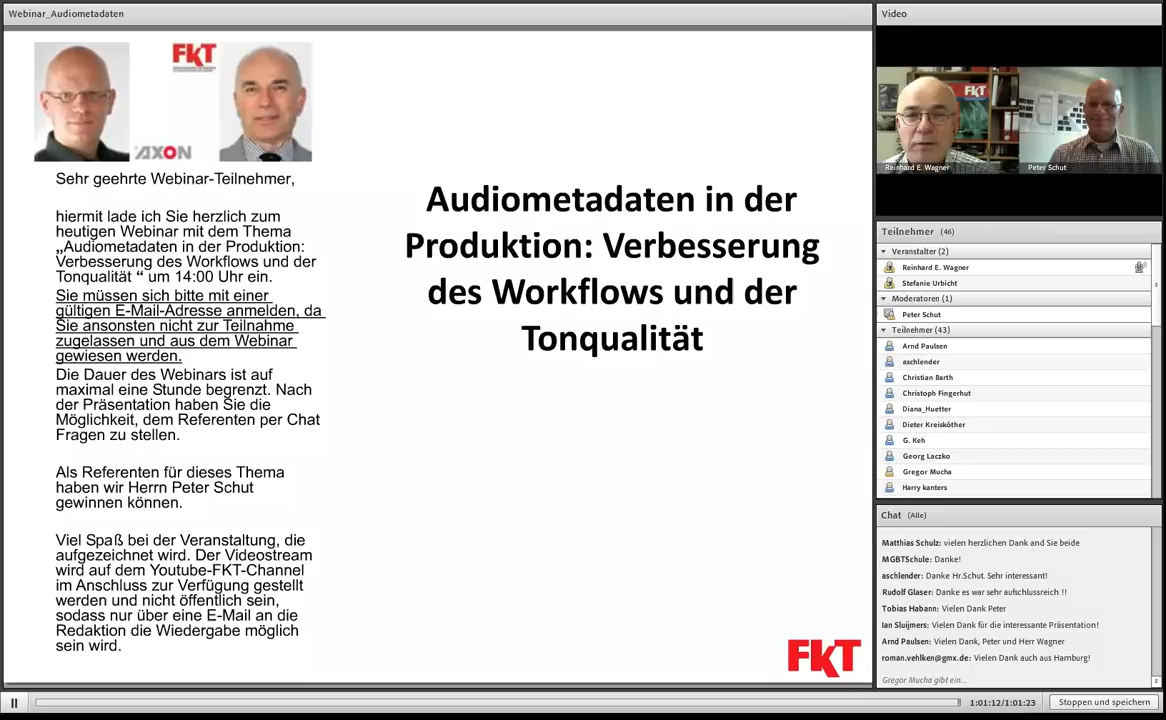 Webinar_Audiometadaten
FKT
AXON
Sehr geehrte Webinar-Teilnehmer,
hiermit lade ich Sie herzlich zum
heutigen Webinar mit dem Thema
„Audiometadaten in der Produktion:
Verbesserung des Workflows und der
Tonqualität “ um 14:00 Uhr ein.
Sie müssen sich bitte mit einer
gültigen E-Mail-Adresse anmelden, da
Sie ansonsten nicht zur Teilnahme
zugelassen und aus dem Webinar
gewiesen werden.
Die Dauer des Webinars ist auf
maximal eine Stunde begrenzt. Nach
der Präsentation haben Sie die
Möglichkeit, dem Referenten per Chat
Fragen zu stellen.
Als Referenten für dieses Thema
haben wir Herrn Peter Schut
gewinnen können.
Viel Spaß bei der Veranstaltung, die
aufgezeichnet wird. Der Videostream
wird auf dem Youtube-FKT-Channel
im Anschluss zur Verfügung gestellt
werden und nicht öffentlich sein,
sodass nur über eine E-Mail an die
Redaktion die Wiedergabe möglich
sein wird.
Audiometadaten in der
Produktion: Verbesserung
des Workflows und der
Tonqualität
FKT
Video
FKT
Reinhard E. Wagner
Peter Schut
Teilnehmer (46)
Veranstalter (2)
Reinhard E. Wagner
Stefanie Urbicht
Moderatoren (1)
Peter Schut
Teilnehmer (43)
Arnd Paulsen
aschlender
Christian Barth
Christoph Fingerhut
Diana_Huetter
Dieter Kreisköther
G. Keh
Georg Laczko
Gregor Mucha
Harry kanters
Chat (Alle)
Matthias Schulz: vielen herzlichen Dank and Sie beide
MGBTSchule: Danke!
aschlender: Danke Hr.Schut. Sehr interessant!
Rudolf Glaser: Danke es war sehr aufschlussreich !!
Tobias Habann: Vielen Dank Peter
Ian Sluijmers: Vielen Dank für die interessante Präsentation!
Arnd Paulsen: Vielen Dank, Peter und Herr Wagner
roman.vehlken@gmx.de: Vielen Dank auch aus Hamburg!
Gregor Mucha gibt ein...
1:01:12/1:01:23
Stoppen und speichern